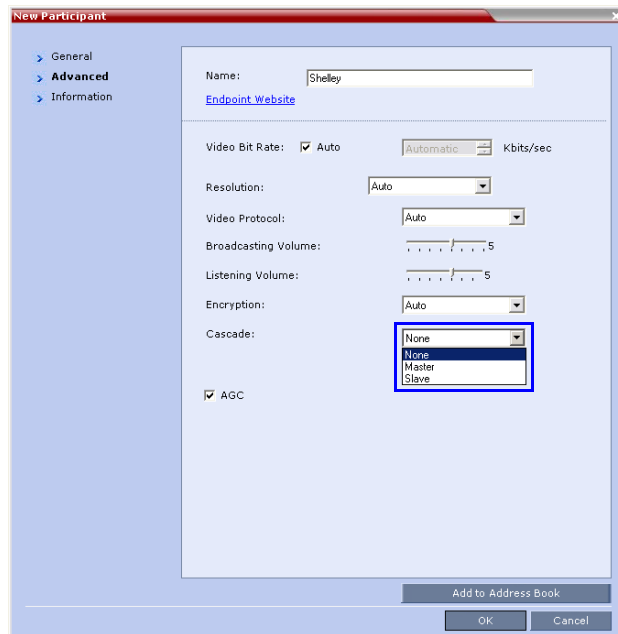 New Participant
General
Advanced
Information
Name: Shelley
Endpoint Website
Video Bit Rate: Auto Automatic Kbits/sec
Resolution: Auto
Video Protocol: Auto
Broadcasting Volume: 5
Listening Volume: 5
Encryption: Auto
Cascade: None
None
Master
Slave
AGC
Add to Address Book
OK Cancel